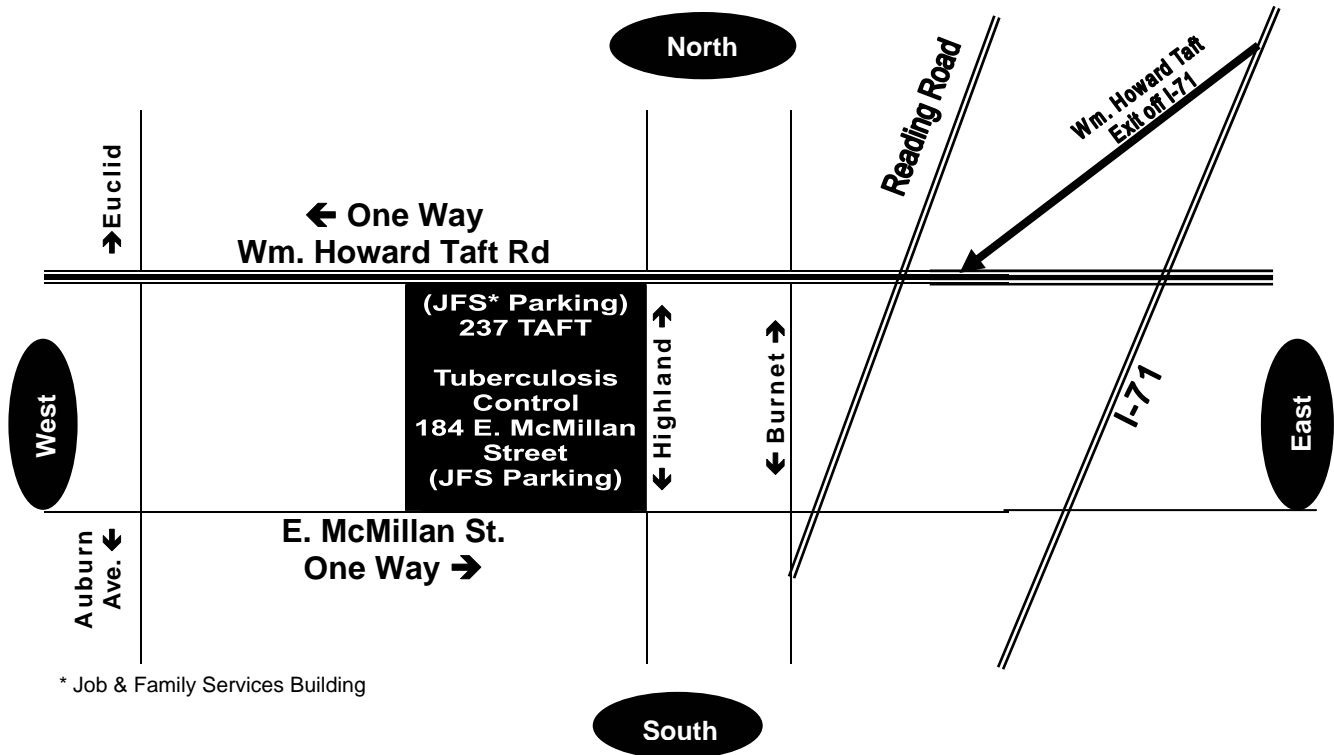 North
Reading Road
Wm. Howard Taft
Exit off I-71
→Euclid
← One Way
Wm. Howard Taft Rd
(JFS* Parking)
237 TAFT
Tuberculosis
Control
184 E. McMillan
Street
(JFS Parking)
← Highland →
← Burnet →
I-71
West
East
E. McMillan St.
One Way →
Auburn
Ave. ←
* Job & Family Services Building
South